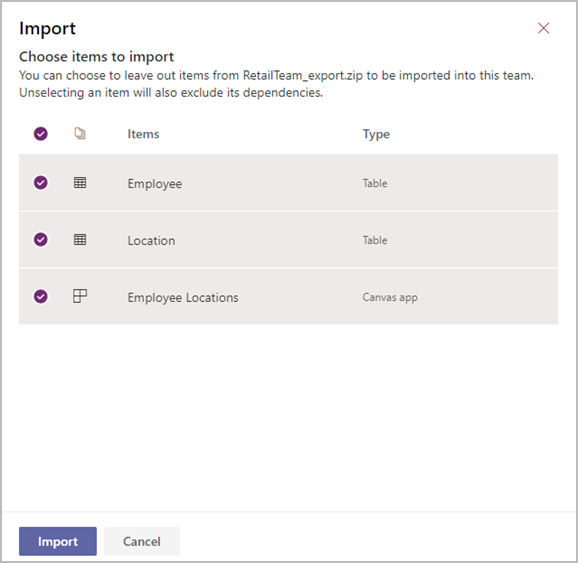 Import
Choose items to import
You can choose to leave out items from RetailTeam_export.zip to be imported into this team.
Unselecting an item will also exclude its dependencies.
Items Type
Employee Table
Location Table
Employee Locations Canvas app
Import Cancel